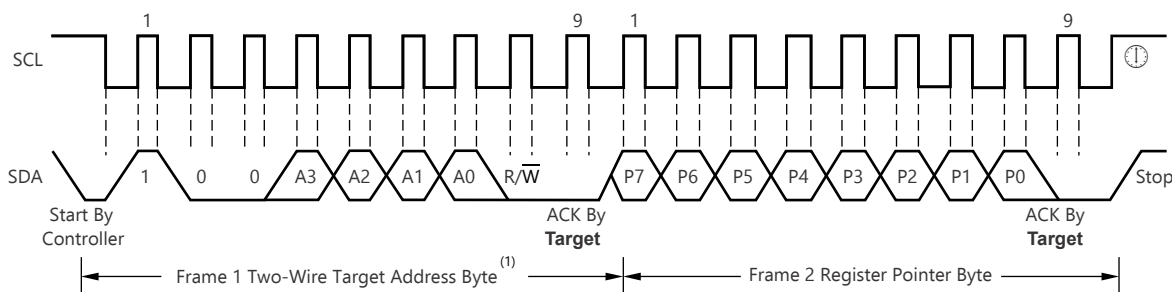 1 9 1 9
SCL
SDA 1 0 0 A3 A2 A1 A0 R/W̅ P7 P6 P5 P4 P3 P2 P1 P0 Stop
Start By
Controller
ACK By
Target
ACK By
Target
Frame 1 Two-Wire Target Address Byte (1)
Frame 2 Register Pointer Byte